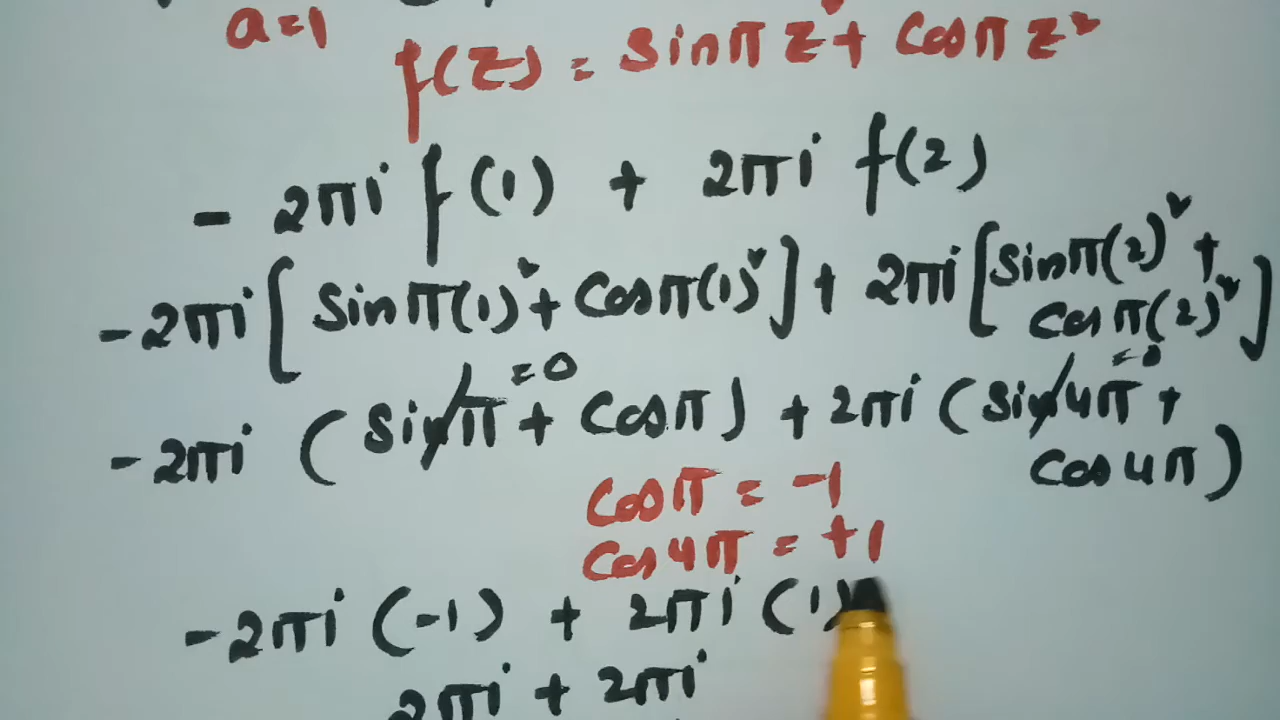 a=1
f(z) = sinπz² + cosπz²
- 2πi f(1) + 2πi f(2)
-2πi [sinπ(1)² + cosπ(1)²] + 2πi [sinπ(2)² +
cosπ(2)²]
=0
=0
-2πi (sinπ + cosπ) + 2πi (sin4π +
cos4π)
cosπ = -1
cos4π = +1
-2πi (-1) + 2πi (1)
2πi + 2πi